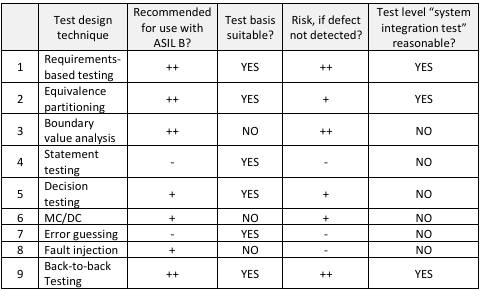 Test design technique | Recommended for use with ASIL B? | Test basis suitable? | Risk, if defect not detected? | Test level “system integration test” reasonable?
1 | Requirements-based testing | ++ | YES | ++ | YES
2 | Equivalence partitioning | ++ | YES | + | YES
3 | Boundary value analysis | ++ | NO | ++ | NO
4 | Statement testing | - | YES | - | NO
5 | Decision testing | + | YES | + | NO
6 | MC/DC | + | NO | + | NO
7 | Error guessing | - | YES | - | NO
8 | Fault injection | + | NO | - | NO
9 | Back-to-back Testing | ++ | YES | ++ | YES